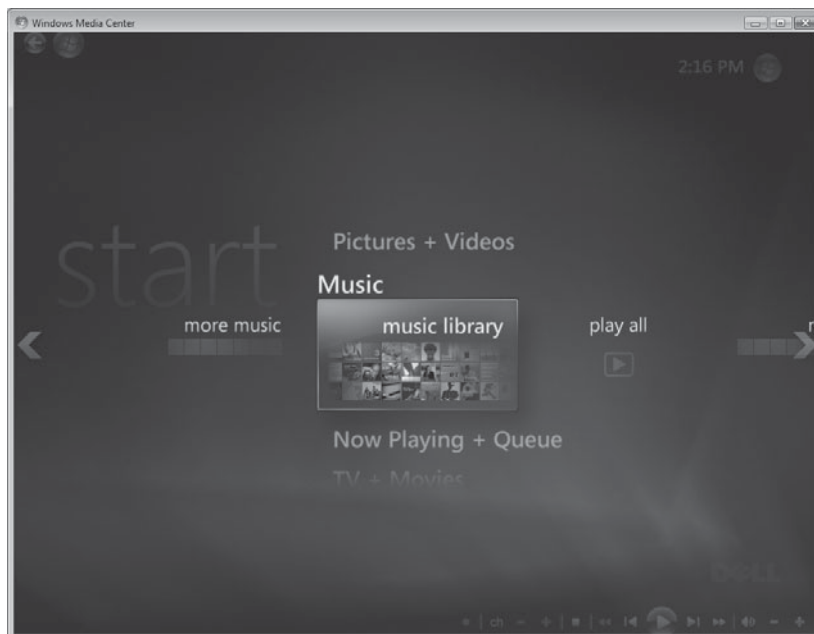 Windows Media Center
2:16 PM
start
Pictures + Videos
Music
more music
music library
play all
Now Playing + Queue
TV + Movies
DELL
ch